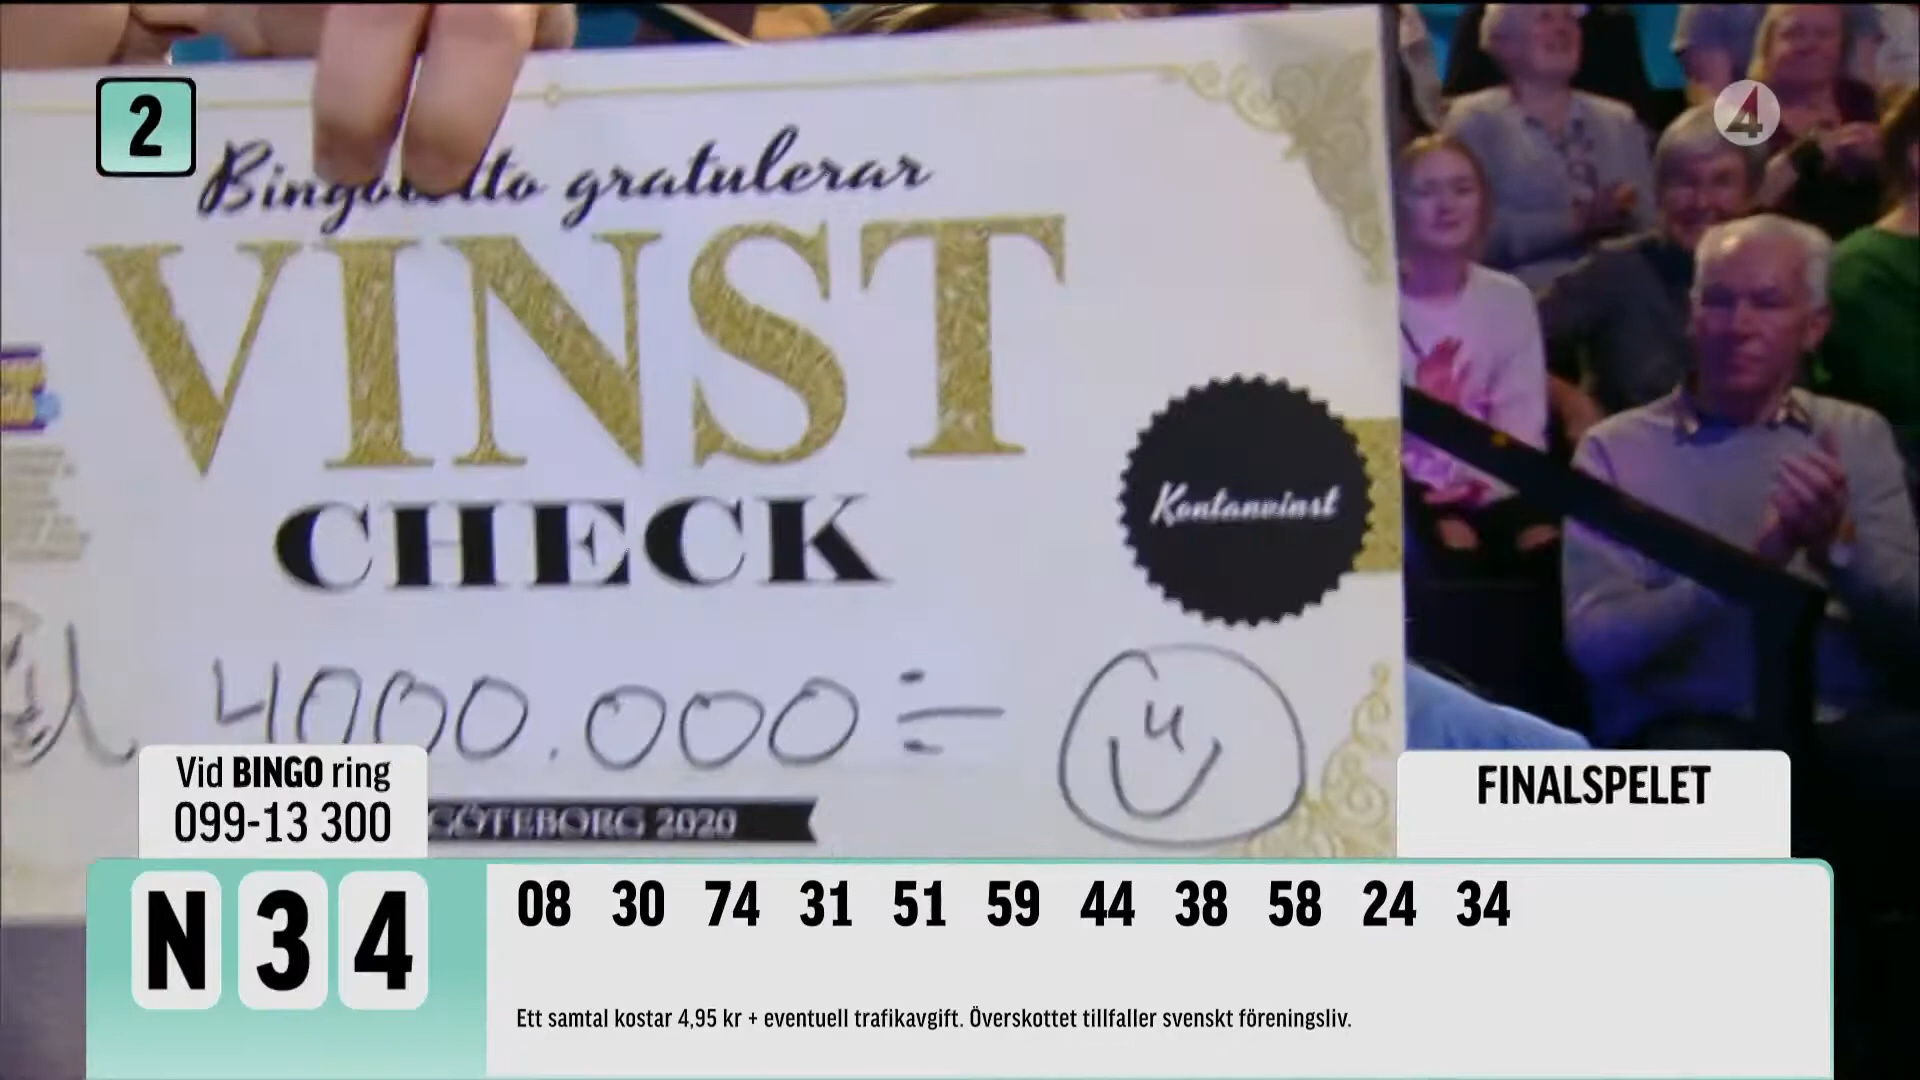 2
4
Bingolotto gratulerar
VINST
CHECK
Kontantvinst
4000.000
GÖTEBORG 2020
Vid BINGO ring
099-13 300
FINALSPELET
N 3 4
08 30 74 31 51 59 44 38 58 24 34
Ett samtal kostar 4,95 kr + eventuell trafikavgift. Överskottet tillfaller svenskt föreningsliv.